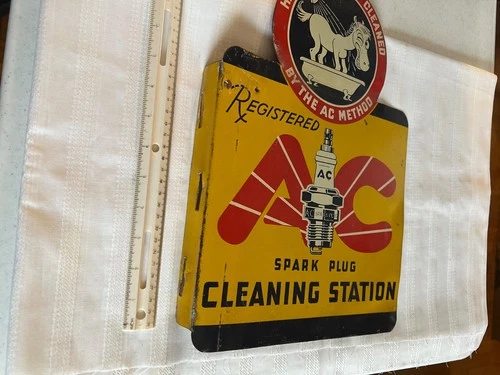 CLEANED
BY THE AC METHOD
Rx REGISTERED
AC
AC
SPARK PLUG
CLEANING STATION